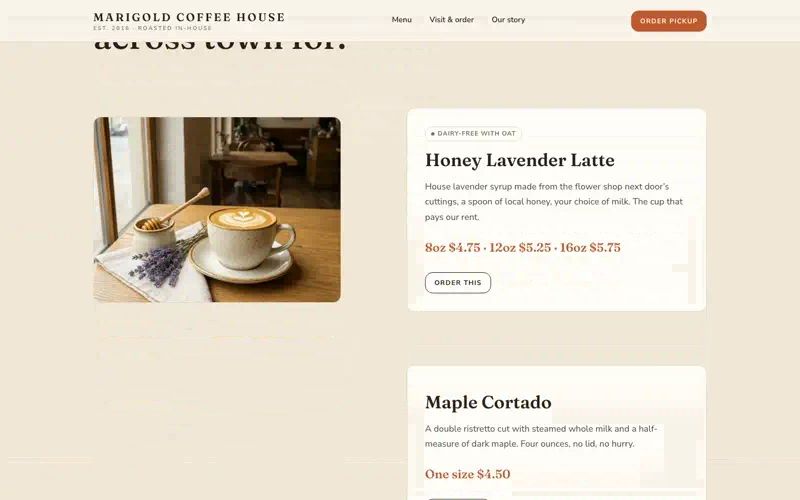 MARIGOLD COFFEE HOUSE
EST. 2016 · ROASTED IN-HOUSE
Menu
Visit & order
Our story
ORDER PICKUP
across town for.
DAIRY-FREE WITH OAT
Honey Lavender Latte
House lavender syrup made from the flower shop next door's
cuttings, a spoon of local honey, your choice of milk. The cup that
pays our rent.
8oz $4.75 · 12oz $5.25 · 16oz $5.75
ORDER THIS
Maple Cortado
A double ristretto cut with steamed whole milk and a half-
measure of dark maple. Four ounces, no lid, no hurry.
One size $4.50